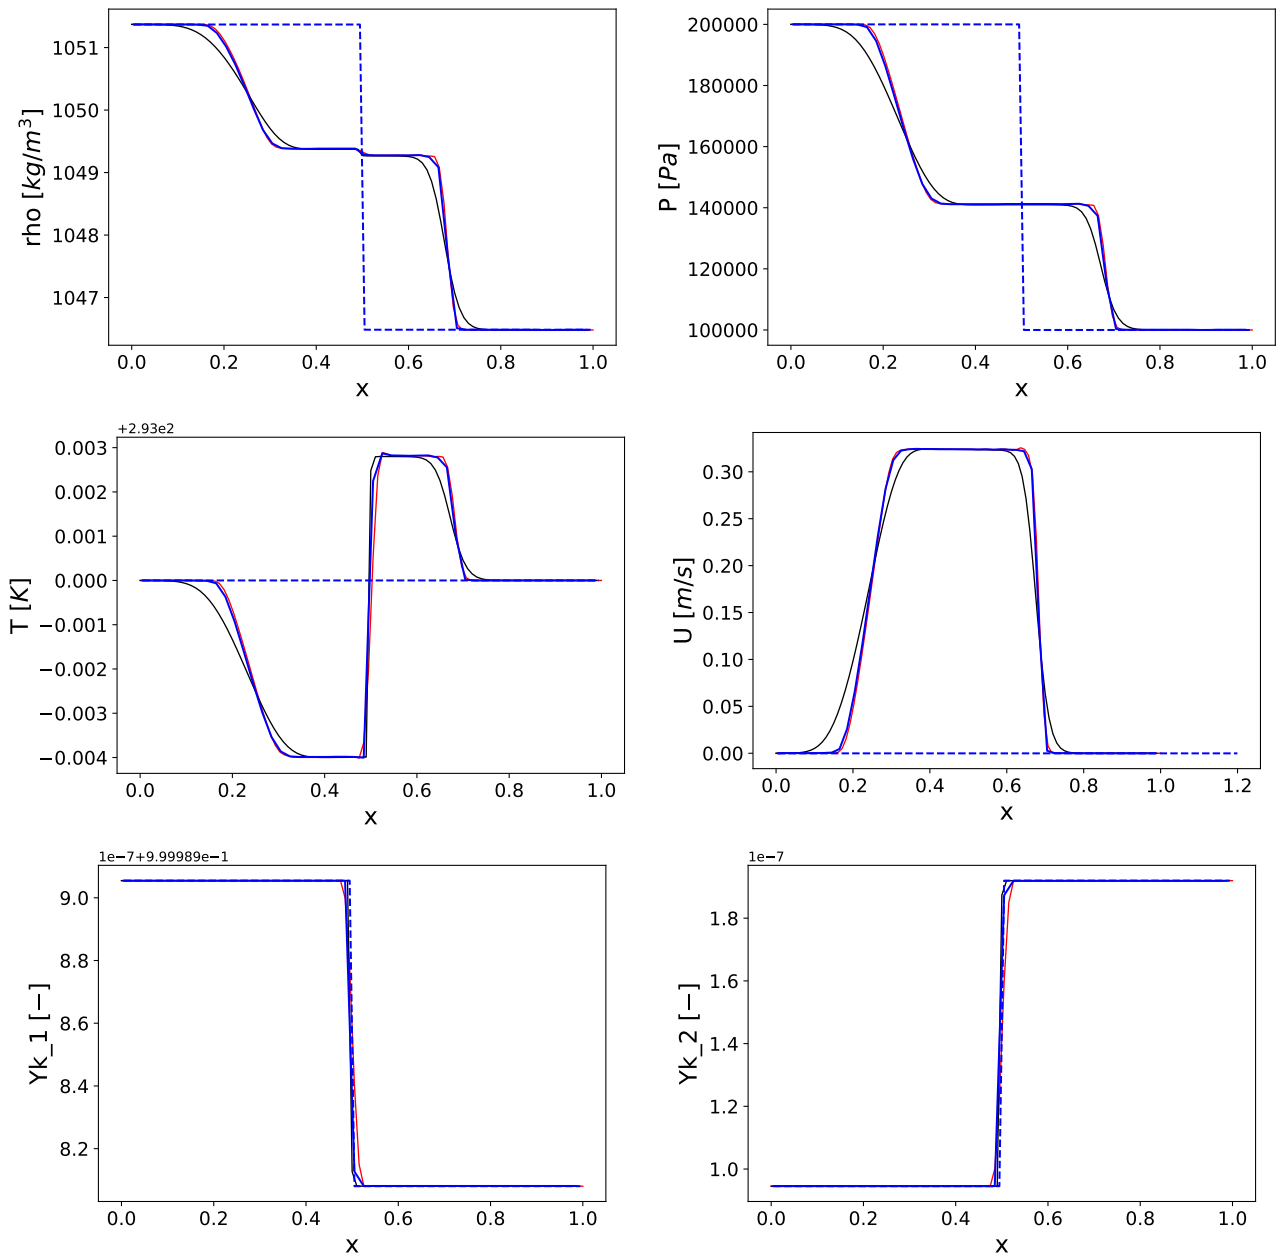 1051
1050
1049
1048
1047
rho [kg/m³]
0.0 0.2 0.4 0.6 0.8 1.0
x
200000
180000
160000
140000
120000
100000
P [Pa]
0.0 0.2 0.4 0.6 0.8 1.0
x
+2.93e2
0.003
0.002
0.001
0.000
−0.001
−0.002
−0.003
−0.004
T [K]
0.0 0.2 0.4 0.6 0.8 1.0
x
0.30
0.25
0.20
0.15
0.10
0.05
0.00
U [m/s]
0.0 0.2 0.4 0.6 0.8 1.0 1.2
x
1e−7+9.99989e−1
9.0
8.8
8.6
8.4
8.2
Yk_1 [−]
0.0 0.2 0.4 0.6 0.8 1.0
x
1e−7
1.8
1.6
1.4
1.2
1.0
Yk_2 [−]
0.0 0.2 0.4 0.6 0.8 1.0
x